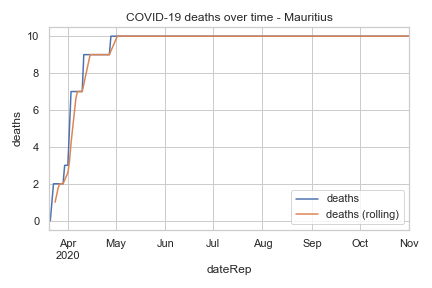 COVID-19 deaths over time - Mauritius
deaths
10
8
6
4
2
0
Apr May Jun Jul Aug Sep Oct Nov
2020
dateRep
deaths
deaths (rolling)